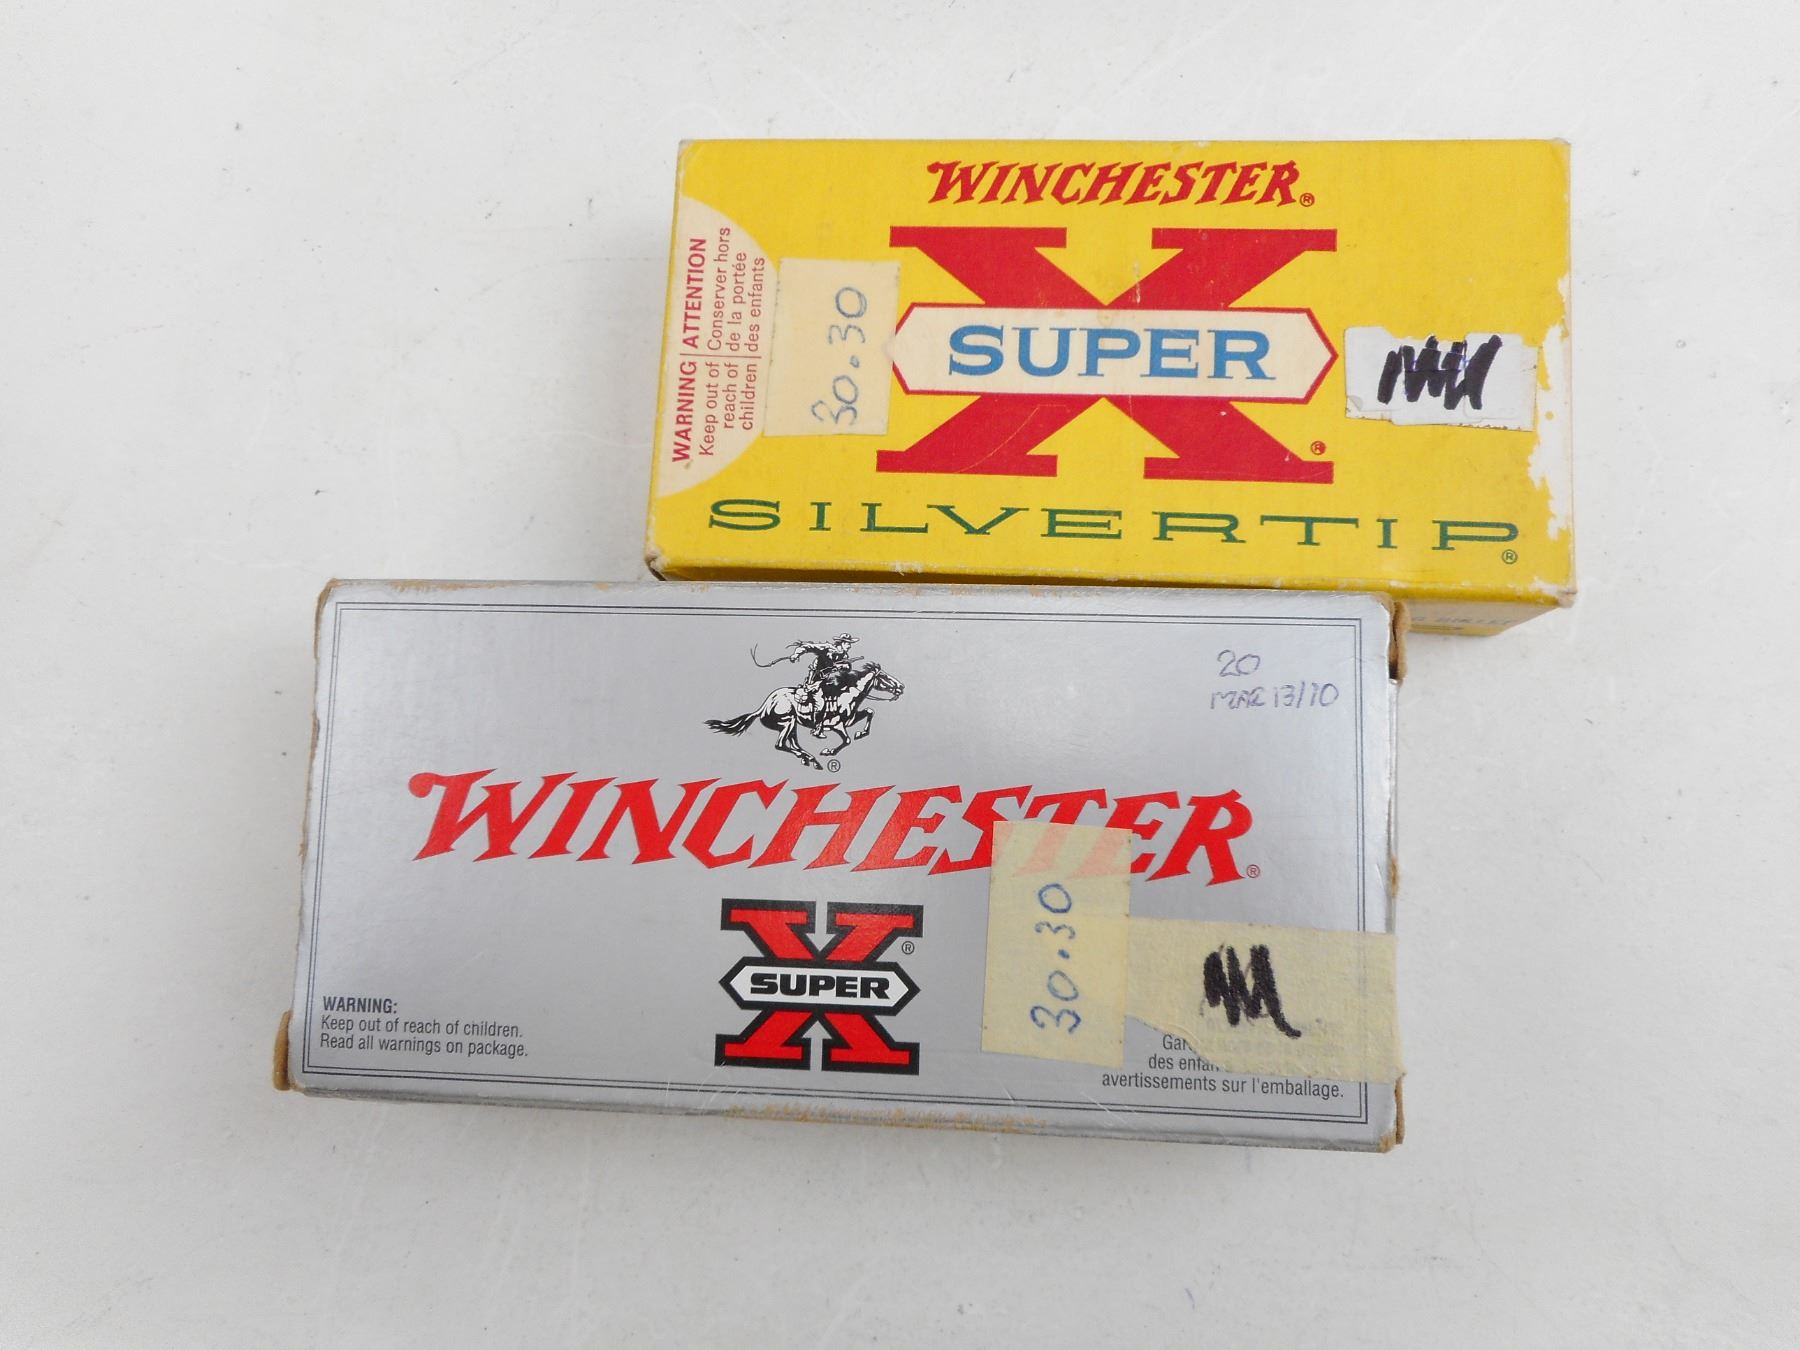 WINCHESTER®
WARNING | ATTENTION
Keep out of | Conserver hors
reach of | de la portée
children | des enfants
30.30
SUPER
X®
SILVERTIP®
20
MAR 13/10
®
WINCHESTER®
30.30
X®
SUPER
WARNING:
Keep out of reach of children.
Read all warnings on package.
des
avertissements sur l'emballage.